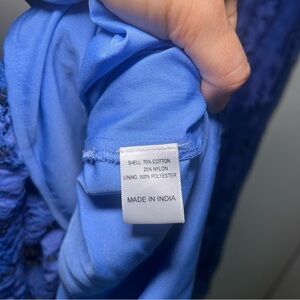 SHELL 75% COTTON
25% NYLON
LINING, 100% POLYESTER
MADE IN INDIA